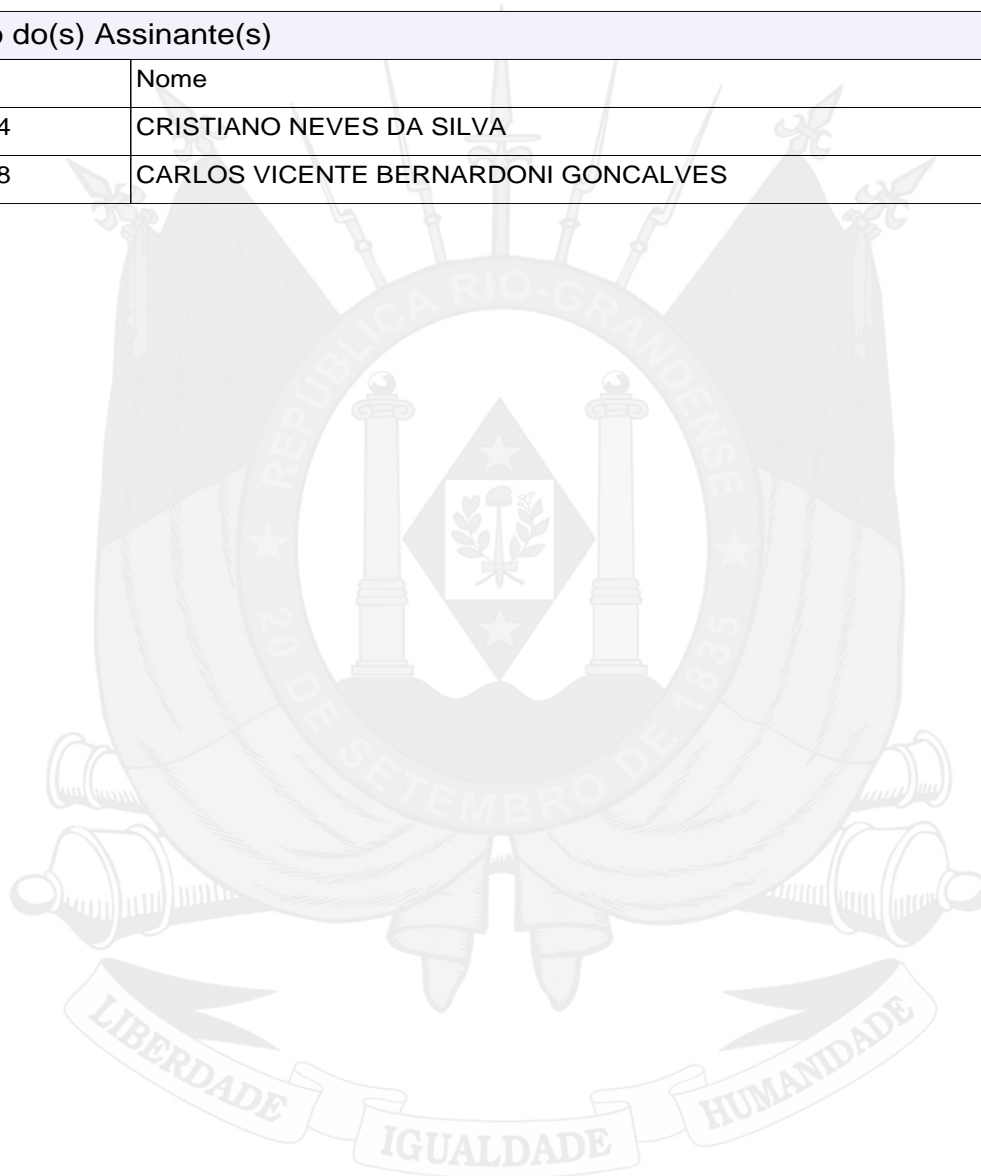 o do(s) Assinante(s)
Nome
4 CRISTIANO NEVES DA SILVA
8 CARLOS VICENTE BERNARDONI GONCALVES
REPÚBLICA RIO-GRANDENSE
20 DE SETEMBRO DE 1835
LIBERDADE IGUALDADE HUMANIDADE